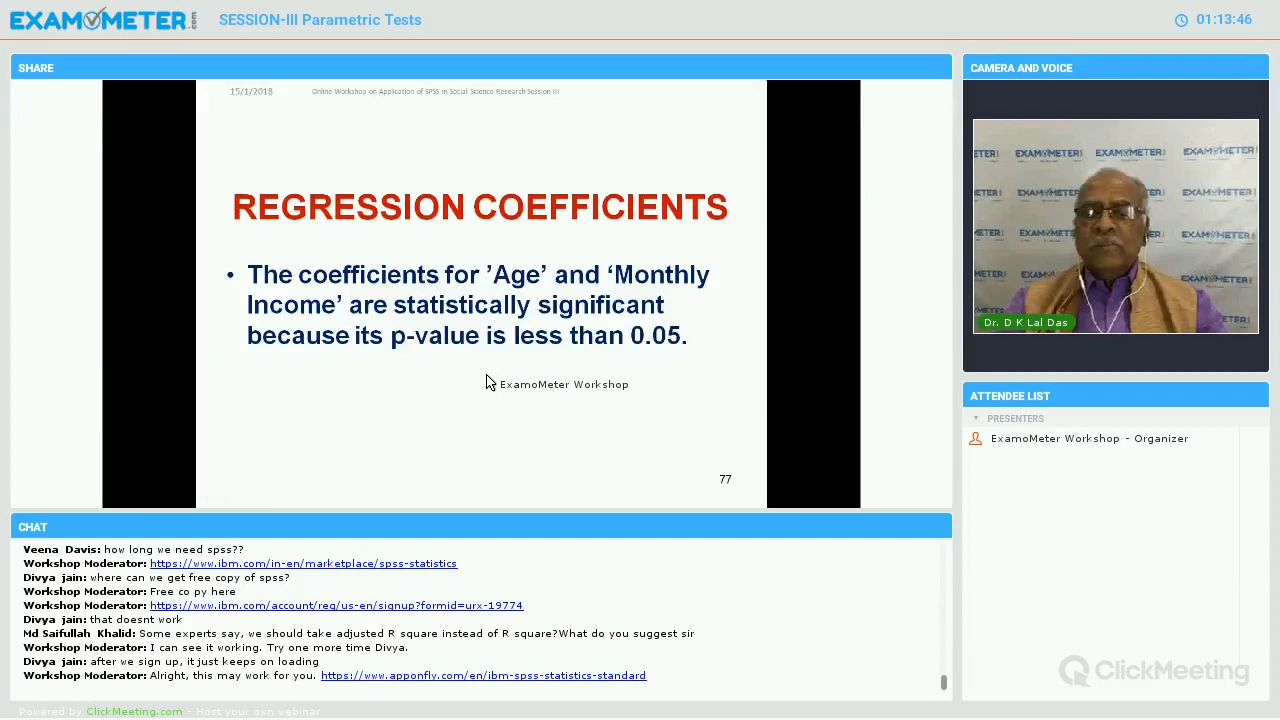 EXAMOMETER.com
SESSION-III Parametric Tests
01:13:46
SHARE
15/1/2018 Online Workshop on Application of SPSS in Social Science Research Session III
REGRESSION COEFFICIENTS
• The coefficients for ’Age’ and ‘Monthly
Income’ are statistically significant
because its p-value is less than 0.05.
ExamoMeter Workshop
77
CAMERA AND VOICE
Dr. D K Lal Das
ATTENDEE LIST
PRESENTERS
ExamoMeter Workshop - Organizer
CHAT
Veena Davis: how long we need spss??
Workshop Moderator: https://www.ibm.com/in-en/marketplace/spss-statistics
Divya jain: where can we get free copy of spss?
Workshop Moderator: Free co py here
Workshop Moderator: https://www.ibm.com/account/reg/us-en/signup?formid=urx-19774
Divya jain: that doesnt work
Md Saifullah Khalid: Some experts say, we should take adjusted R square instead of R square?What do you suggest sir
Workshop Moderator: I can see it working. Try one more time Divya.
Divya jain: after we sign up, it just keeps on loading
Workshop Moderator: Alright, this may work for you. https://www.apponfly.com/en/ibm-spss-statistics-standard
ClickMeeting
Powered by ClickMeeting.com - Host your own webinar